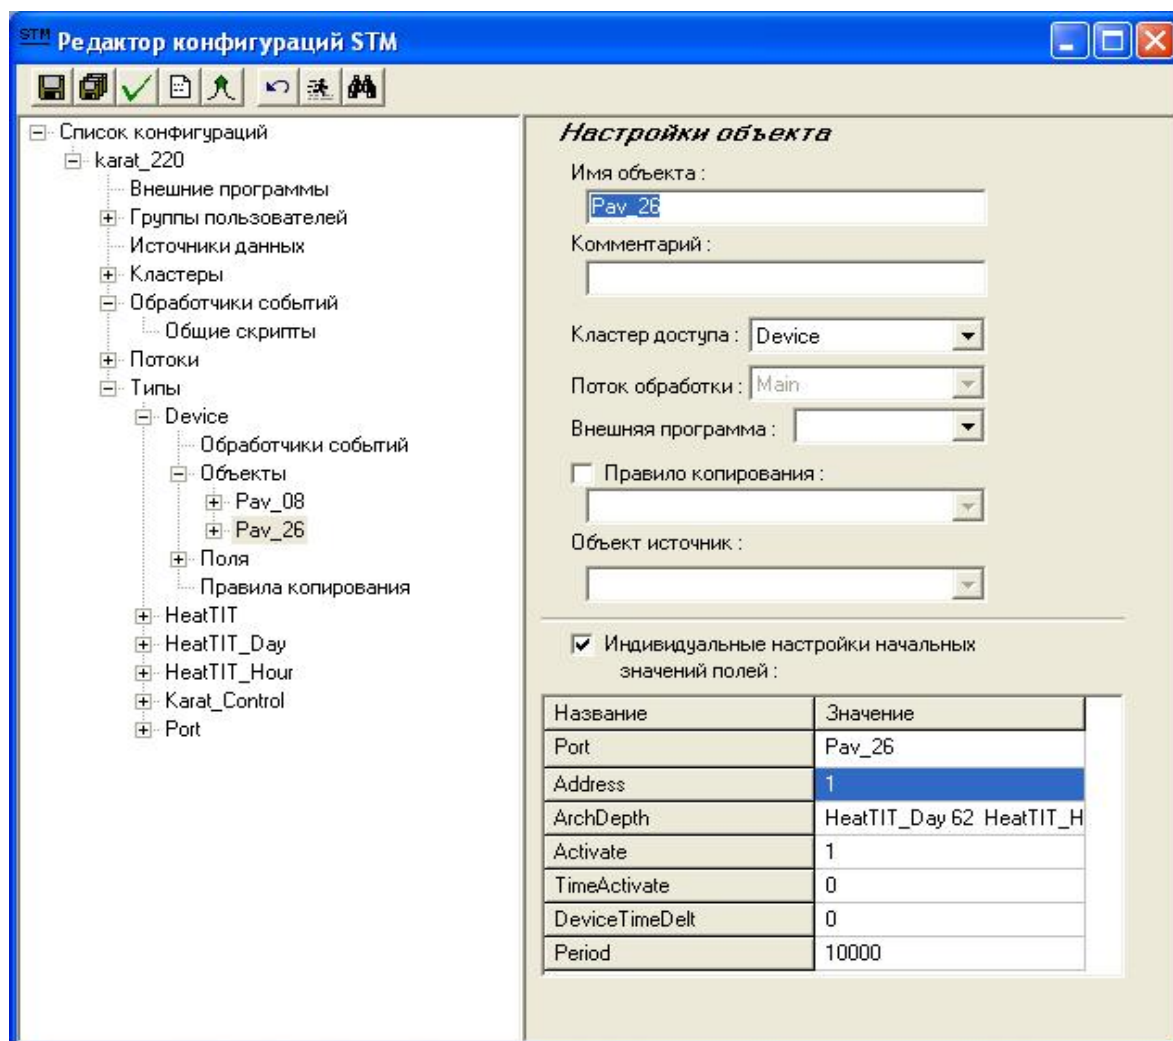 STM Редактор конфигураций STM
Список конфигураций
karat_220
Внешние программы
Группы пользователей
Источники данных
Кластеры
Обработчики событий
Общие скрипты
Потоки
Типы
Device
Обработчики событий
Объекты
Pav_08
Pav_26
Поля
Правила копирования
HeatTIT
HeatTIT_Day
HeatTIT_Hour
Karat_Control
Port
Настройки объекта
Имя объекта :
Pav_26
Комментарий :
Кластер доступа : Device
Поток обработки : Main
Внешняя программа :
Правило копирования :
Объект источник :
Индивидуальные настройки начальных
значений полей :
Название Значение
Port Pav_26
Address 1
ArchDepth HeatTIT_Day 62 HeatTIT_H
Activate 1
TimeActivate 0
DeviceTimeDelt 0
Period 10000